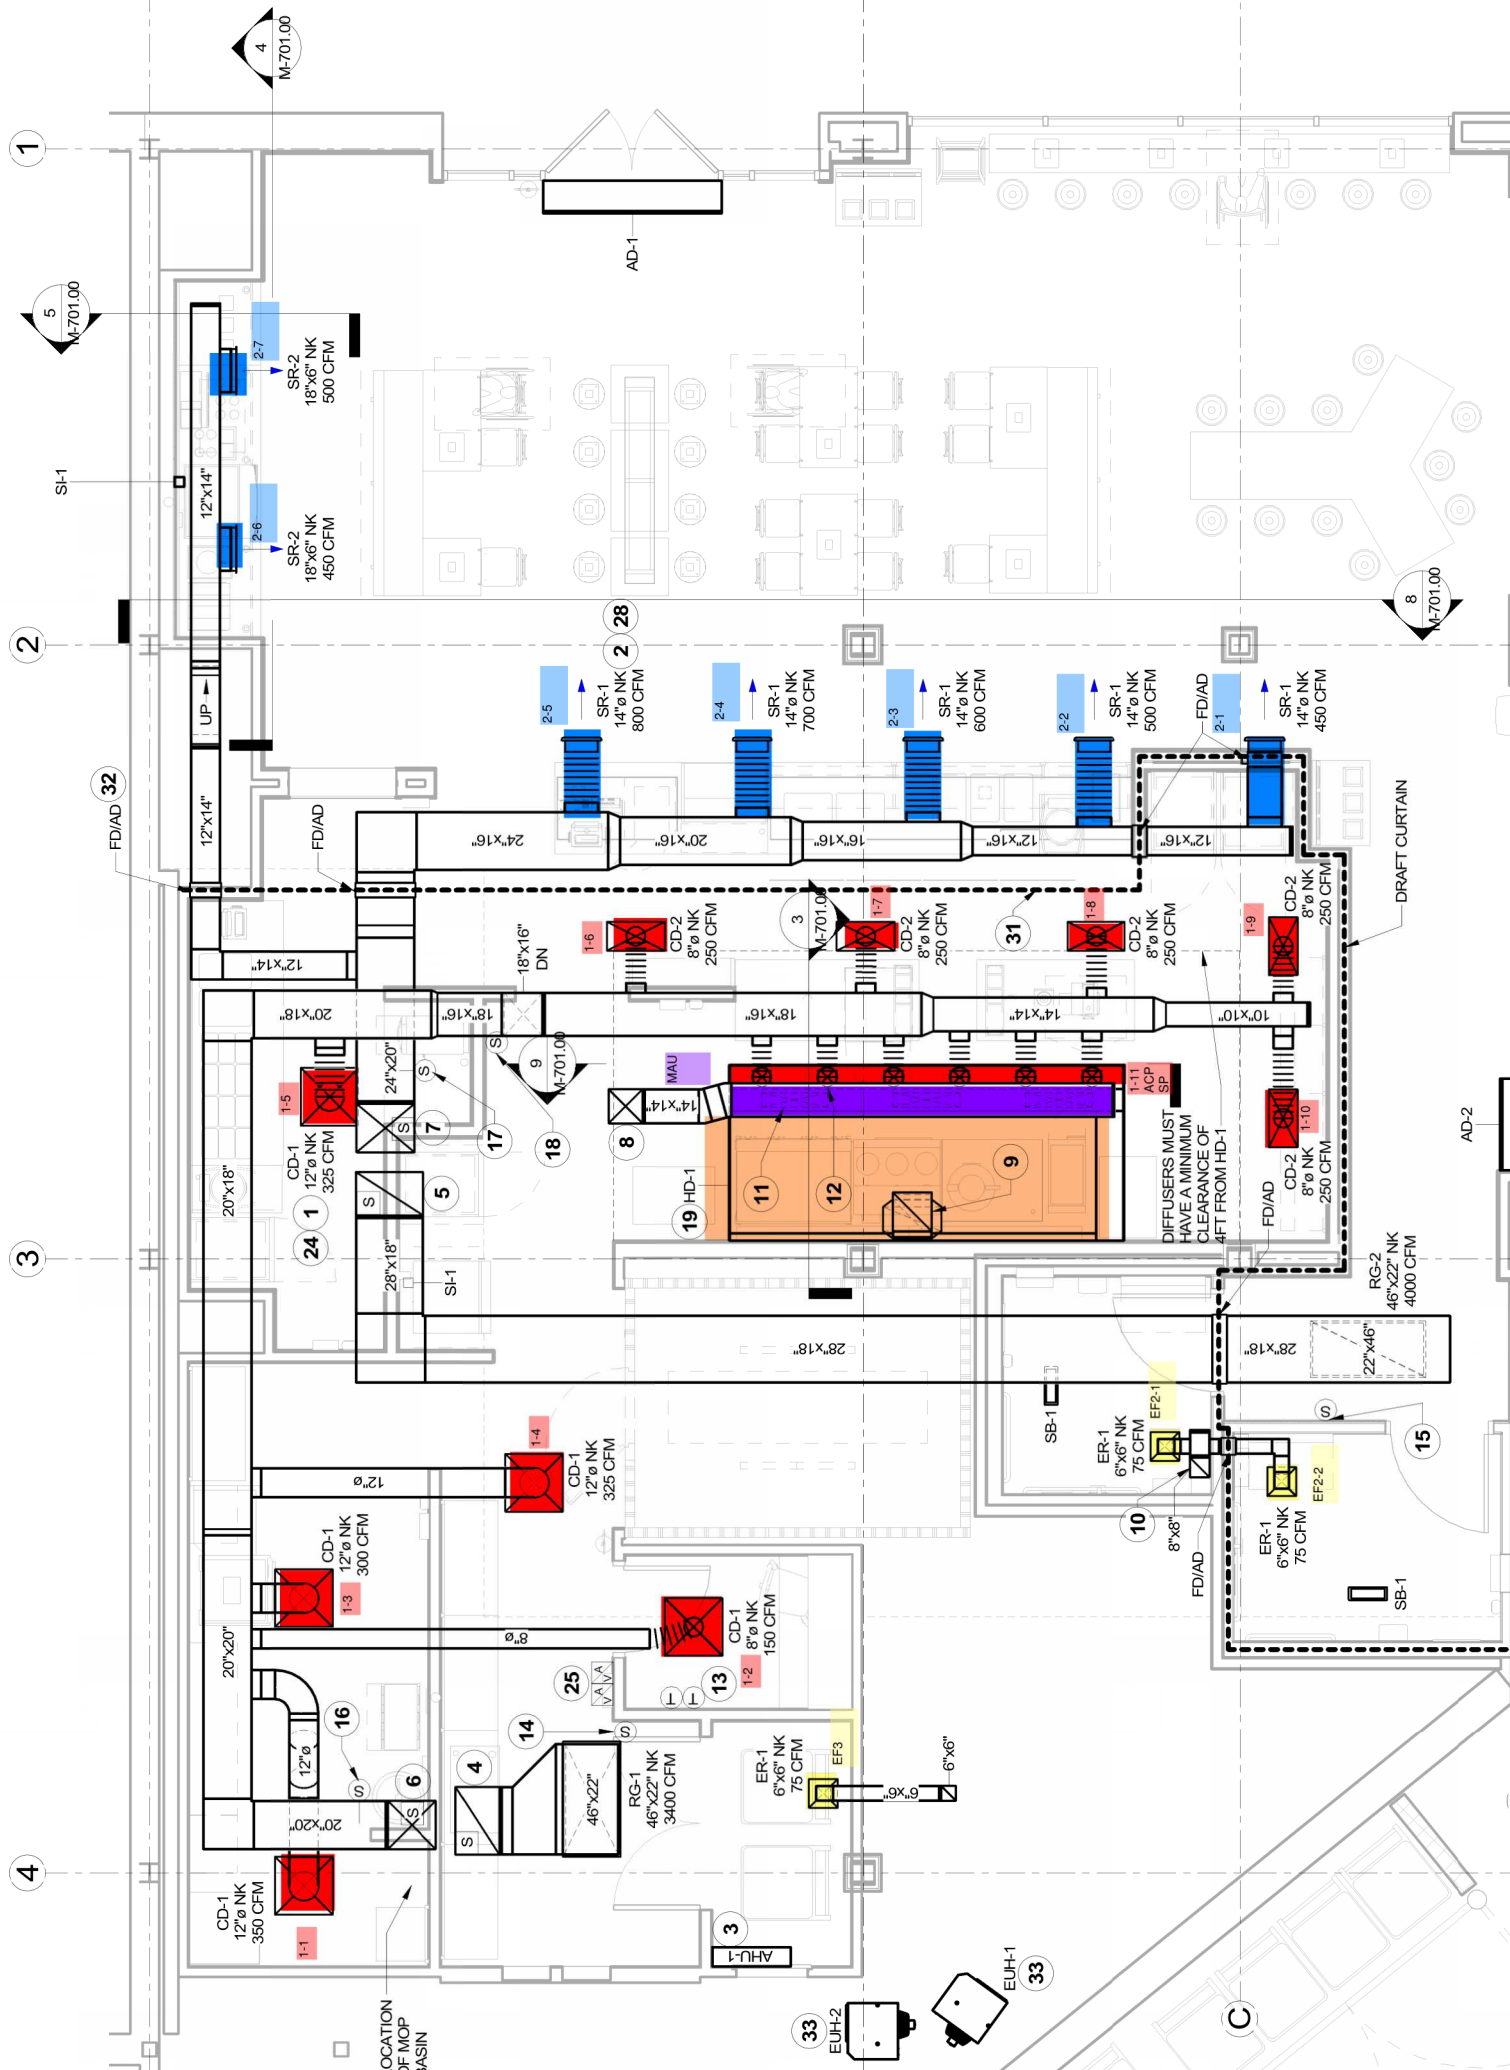 4
M-701.00
1
5
M-701.00
AD-1
2-7
SR-2
18"x6" NK
500 CFM
SI-1
12"x14"
2-6
SR-2
18"x6" NK
450 CFM
8
M-701.00
2
28
2
UP
2-5
SR-1
14"ø NK
800 CFM
2-4
SR-1
14"ø NK
700 CFM
2-3
SR-1
14"ø NK
600 CFM
2-2
SR-1
14"ø NK
500 CFM
FD/AD
2-1
SR-1
14"ø NK
450 CFM
32
FD/AD
12"x14"
FD/AD
24"x16"
20"x16"
16"x16"
12"x16"
12"x16"
DRAFT CURTAIN
12"x14"
1-6
CD-2
8"ø NK
250 CFM
3
M-701.00
1-7
CD-2
8"ø NK
250 CFM
31
1-8
CD-2
8"ø NK
250 CFM
1-9
CD-2
8"ø NK
250 CFM
18"x16"
DN
20"x18"
18"x16"
18"x16"
14"x14"
10"x10"
24"x20"
S
S
17
18
9
M-701.00
MAU
14"x14"
8
1-5
CD-1
12"ø NK
325 CFM
S
7
1-11
ACP
SP
1-10
CD-2
8"ø NK
250 CFM
AD-2
20"x18"
24
1
S
5
19
HD-1
11
12
9
DIFFUSERS MUST
HAVE A MINIMUM
CLEARANCE OF
4FT FROM HD-1
FD/AD
3
28"x18"
SI-1
28"x18"
28"x18"
22"x46"
RG-2
46"x22" NK
4000 CFM
1-4
CD-1
12"ø NK
325 CFM
12"ø
SB-1
EF2-1
ER-1
6"x6" NK
75 CFM
S
15
10
8"x8"
FD/AD
EF2-2
ER-1
6"x6" NK
75 CFM
SB-1
CD-1
12"ø NK
300 CFM
1-3
20"x20"
8"ø
CD-1
8"ø NK
150 CFM
1-2
13
T
T
25
A
V
A
V
14
S
16
S
12"ø
6
S
20"x20"
4
S
46"x22"
RG-1
46"x22" NK
3400 CFM
ER-1
6"x6" NK
75 CFM
EF3
6"x6"
6"x6"
4
CD-1
12"ø NK
350 CFM
1-1
3
AHU-1
LOCATION
OF MOP
BASIN
33
EUH-2
EUH-1
33
C